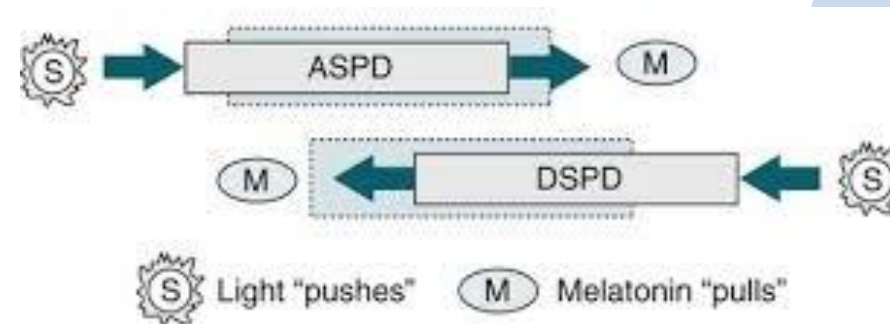 S ASPD M
M DSPD S
S Light “pushes” M Melatonin “pulls”